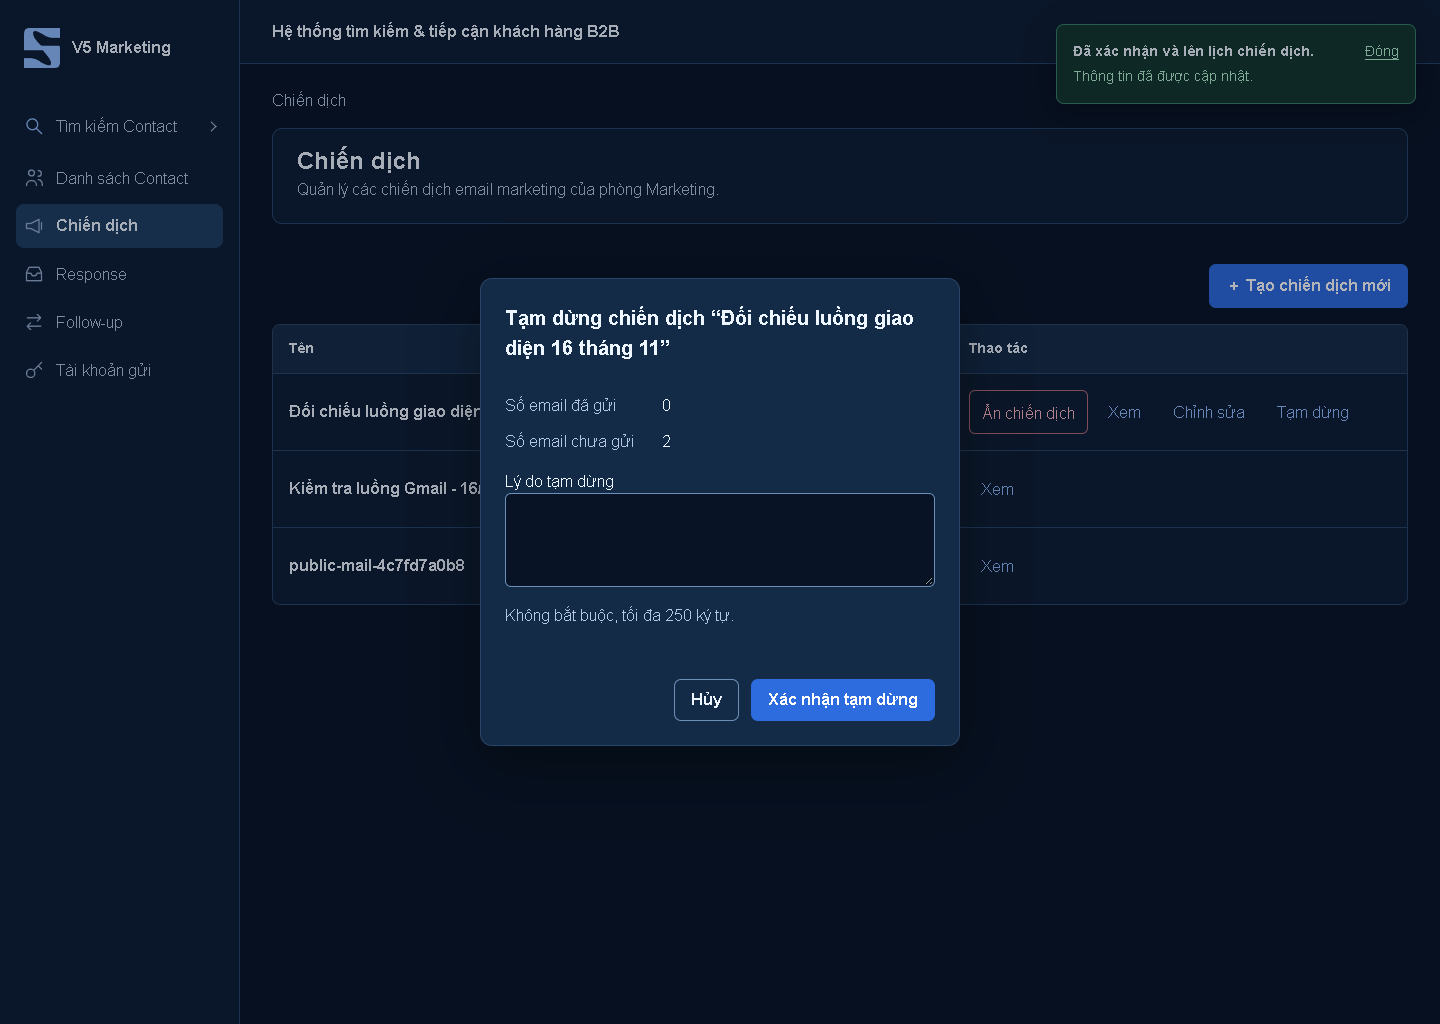 V5 Marketing
Hệ thống tìm kiếm & tiếp cận khách hàng B2B
Đã xác nhận và lên lịch chiến dịch.
Đóng
Thông tin đã được cập nhật.
Tìm kiếm Contact
Danh sách Contact
Chiến dịch
Response
Follow-up
Tài khoản gửi
Chiến dịch
Chiến dịch
Quản lý các chiến dịch email marketing của phòng Marketing.
+ Tạo chiến dịch mới
Tên
Thao tác
Đối chiếu luồng giao diện
Ẩn chiến dịch
Xem
Chỉnh sửa
Tạm dừng
Kiểm tra luồng Gmail - 16
Xem
public-mail-4c7fd7a0b8
Xem
Tạm dừng chiến dịch “Đối chiếu luồng giao
diện 16 tháng 11”
Số email đã gửi 0
Số email chưa gửi 2
Lý do tạm dừng
Không bắt buộc, tối đa 250 ký tự.
Hủy
Xác nhận tạm dừng